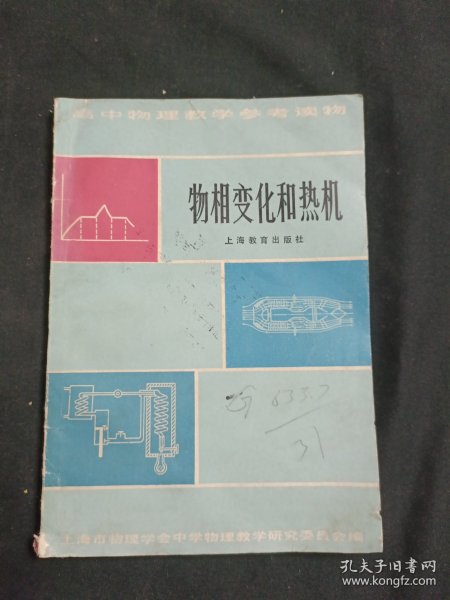 高中物理教学参考读物
物相变化和热机
上海教育出版社
6337
31
上海市物理学会中学物理教学研究委员会编
孔夫子旧书网
www.kongfz.com